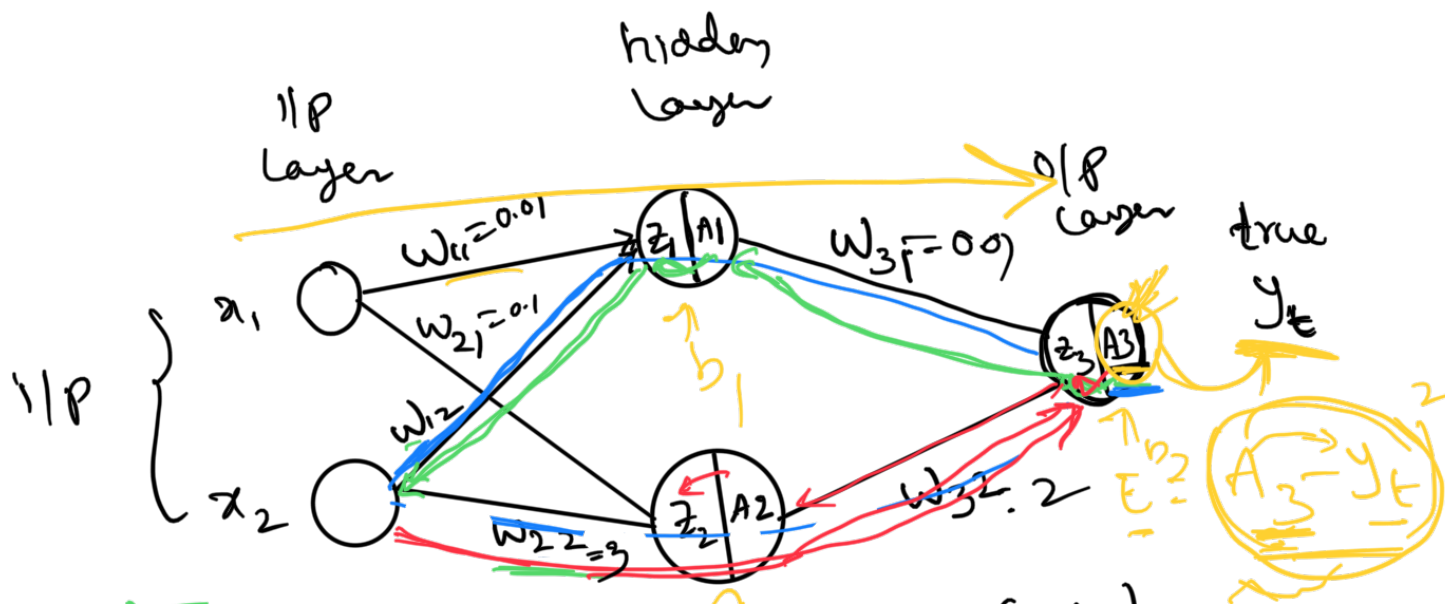 hidden
Layer
I/P
Layer
O/P
Layer
true
yt
W11 = 0.01
Z1 A1
W31 = 0.01
x1
W21 = 0.1
Z3 A3
I/P
b1
W12
2
b2
E =
A3 - yt
x2
Z2 A2
W32 = 2
W22 = 3